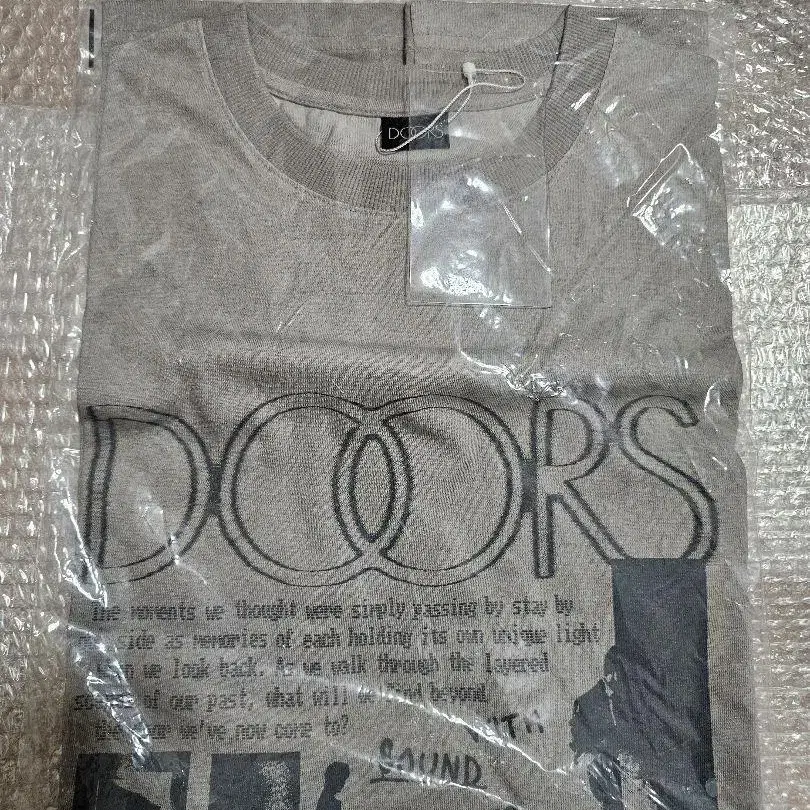 DOORS
DOORS
The moments we thought were simply passing by stay by
side as memories of each holding its own unique light
we look back. As we walk through the layered
of our past, what will we find beyond
we've now come to?
WITH
SOUND